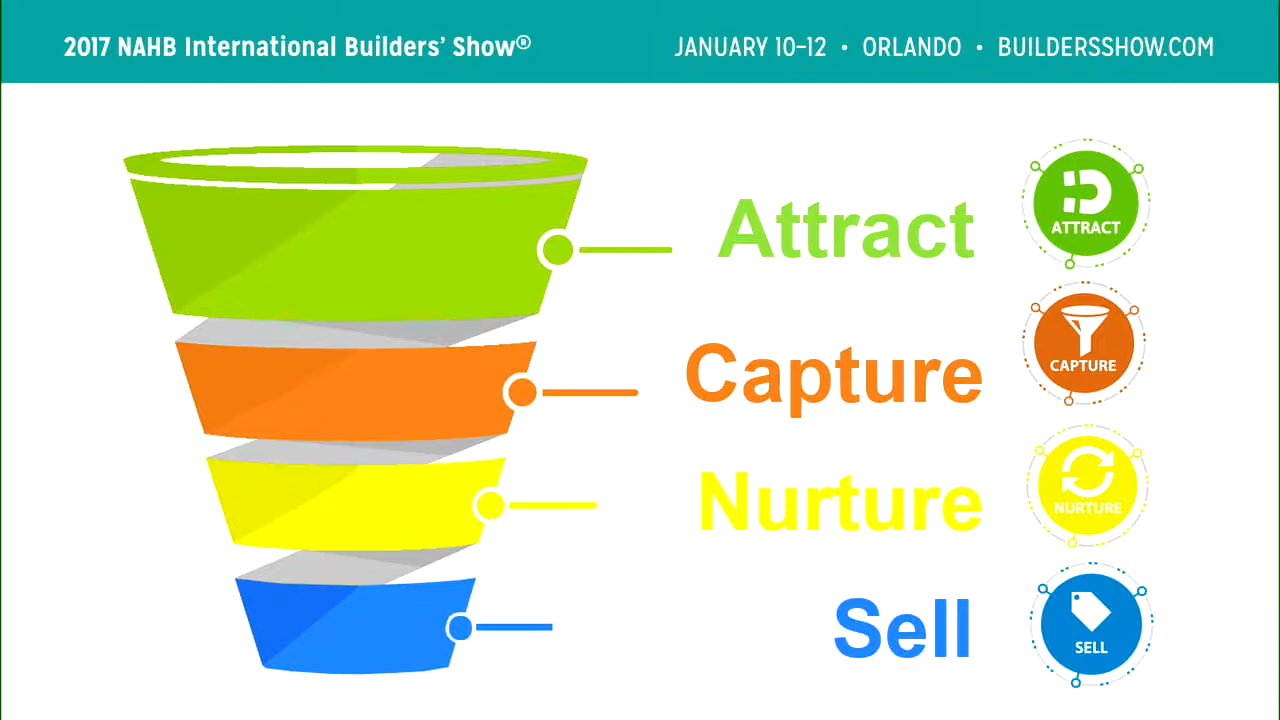 2017 NAHB International Builders' Show®
JANUARY 10–12 • ORLANDO • BUILDERSSHOW.COM
Attract
ATTRACT
Capture
CAPTURE
Nurture
NURTURE
Sell
SELL